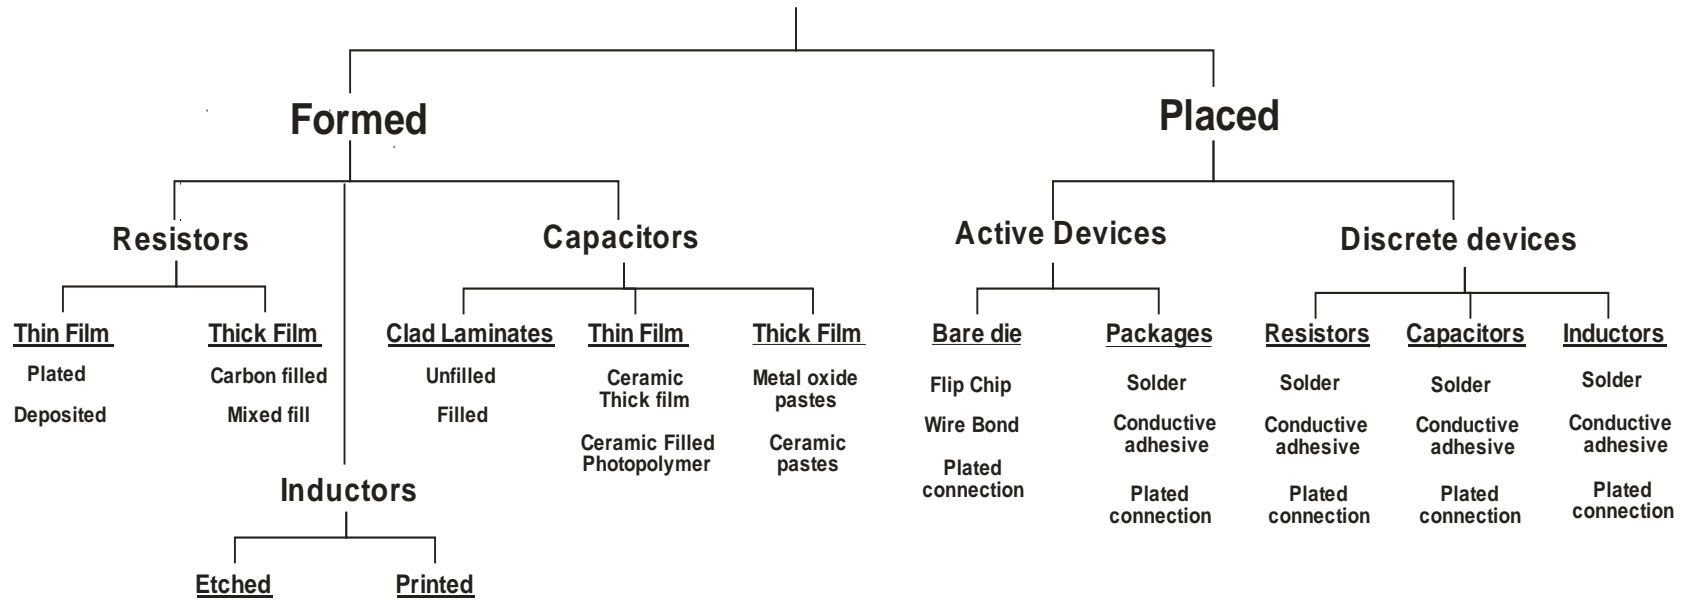 Formed
Placed
Resistors
Capacitors
Active Devices
Discrete devices
Thin Film
Plated
Deposited
Thick Film
Carbon filled
Mixed fill
Clad Laminates
Unfilled
Filled
Thin Film
Ceramic
Thick film
Ceramic Filled
Photopolymer
Thick Film
Metal oxide
pastes
Ceramic
pastes
Bare die
Flip Chip
Wire Bond
Plated
connection
Packages
Solder
Conductive
adhesive
Plated
connection
Resistors
Solder
Conductive
adhesive
Plated
connection
Capacitors
Solder
Conductive
adhesive
Plated
connection
Inductors
Solder
Conductive
adhesive
Plated
connection
Inductors
Etched
Printed